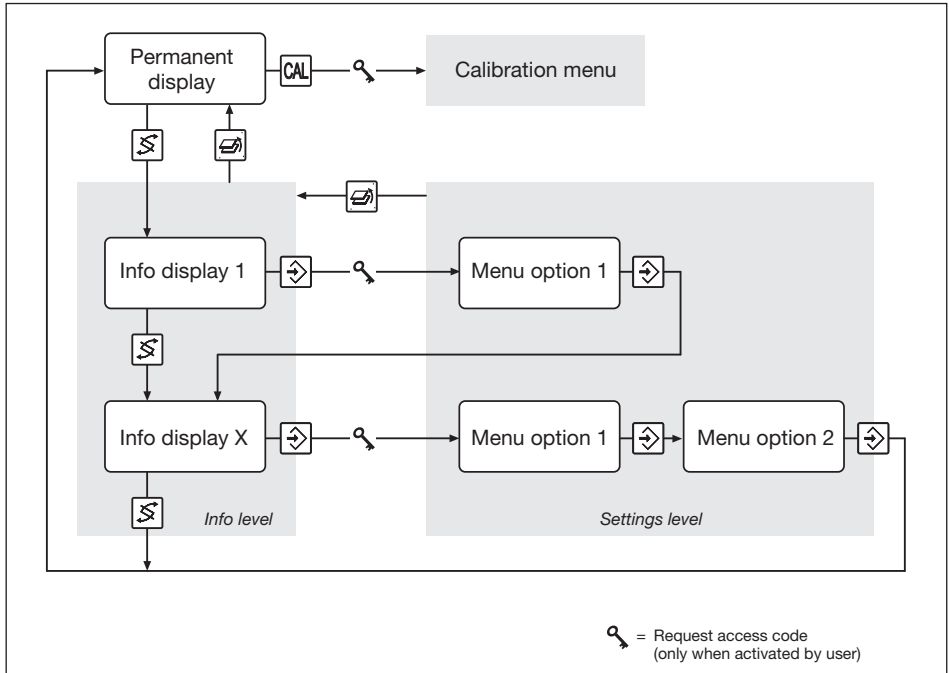 Permanent
display
CAL
Calibration menu
Info display 1
Menu option 1
Info display X
Menu option 1
Menu option 2
Info level
Settings level
= Request access code
(only when activated by user)